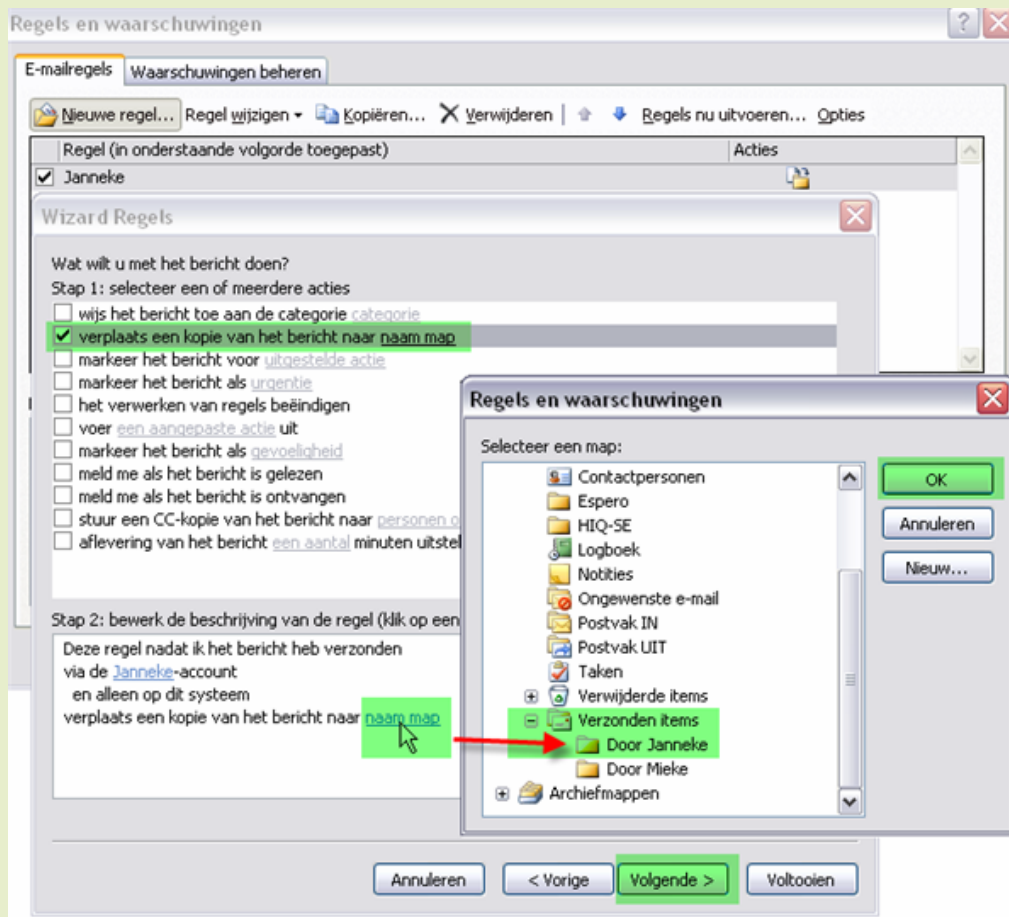 Regels en waarschuwingen
E-mailregels Waarschuwingen beheren
Nieuwe regel... Regel wijzigen Kopiëren... Verwijderen Regels nu uitvoeren... Opties
Regel (in onderstaande volgorde toegepast) Acties
Janneke
Wizard Regels
Wat wilt u met het bericht doen?
Stap 1: selecteer een of meerdere acties
wijs het bericht toe aan de categorie categorie
verplaats een kopie van het bericht naar naam map
markeer het bericht voor uitgestelde actie
markeer het bericht als urgentie
het verwerken van regels beëindigen
voer een aangepaste actie uit
markeer het bericht als gevoeligheid
meld me als het bericht is gelezen
meld me als het bericht is ontvangen
stuur een CC-kopie van het bericht naar personen o
aflevering van het bericht een aantal minuten uitstel
Stap 2: bewerk de beschrijving van de regel (klik op een
Deze regel nadat ik het bericht heb verzonden
via de Janneke-account
en alleen op dit systeem
verplaats een kopie van het bericht naar naam map
Annuleren < Vorige Volgende > Voltooien
Regels en waarschuwingen
Selecteer een map:
Contactpersonen
Espero
HIQ-SE
Logboek
Notities
Ongewenste e-mail
Postvak IN
Postvak UIT
Taken
Verwijderde items
Verzonden items
Door Janneke
Door Mieke
Archiefmappen
OK
Annuleren
Nieuw...